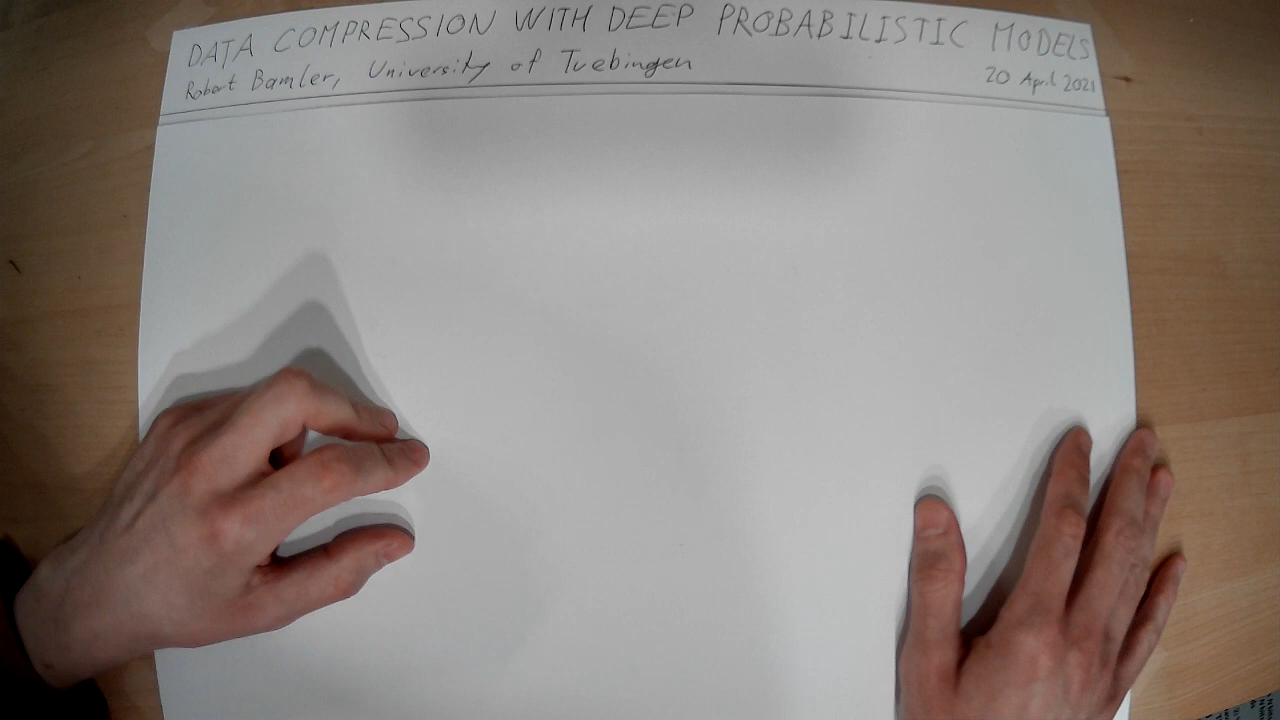 DATA COMPRESSION WITH DEEP PROBABILISTIC MODELS
Robert Bamler, University of Tuebingen
20 April 2021